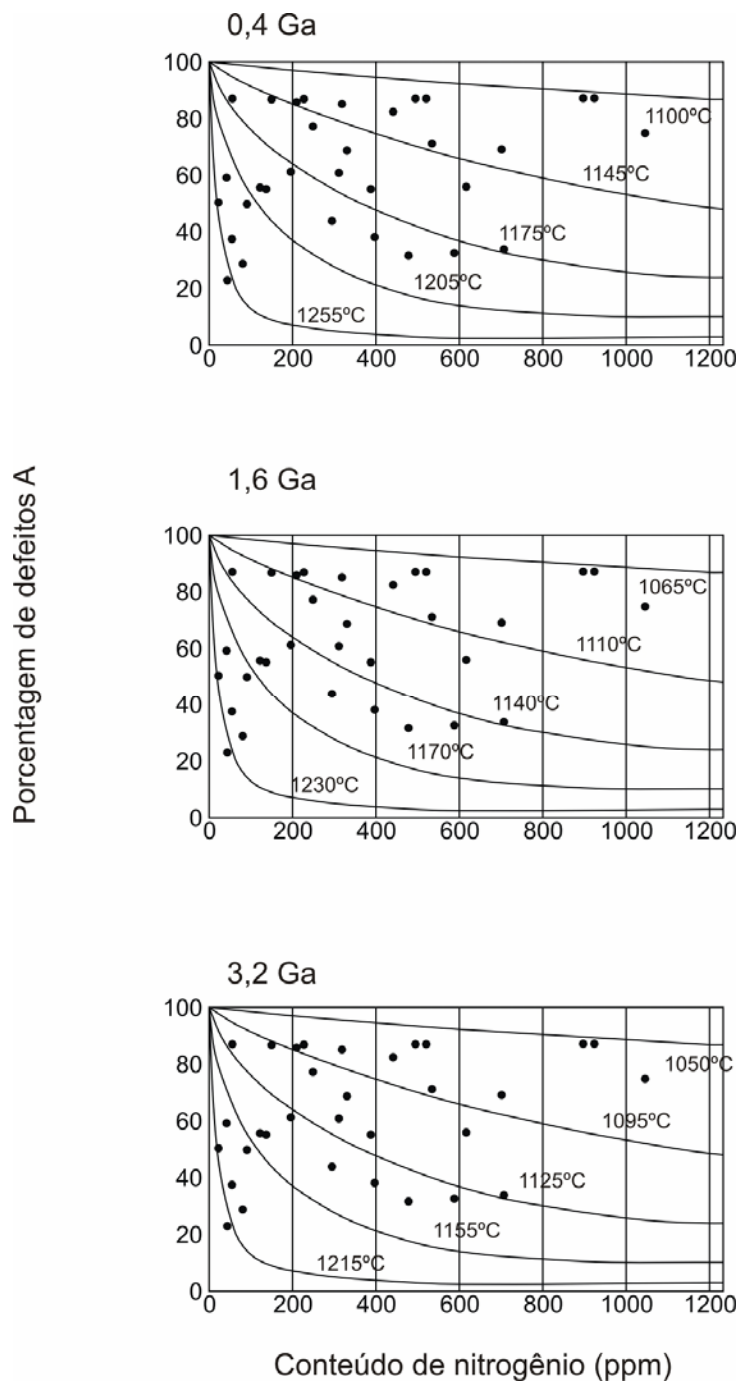 0,4 Ga
100
80
60
40
20
0
1100ºC
1145ºC
1175ºC
1205ºC
1255ºC
0 200 400 600 800 1000 1200
Porcentagem de defeitos A
1,6 Ga
100
80
60
40
20
0
1065ºC
1110ºC
1140ºC
1170ºC
1230ºC
0 200 400 600 800 1000 1200
3,2 Ga
100
80
60
40
20
0
1050ºC
1095ºC
1125ºC
1155ºC
1215ºC
0 200 400 600 800 1000 1200
Conteúdo de nitrogênio (ppm)